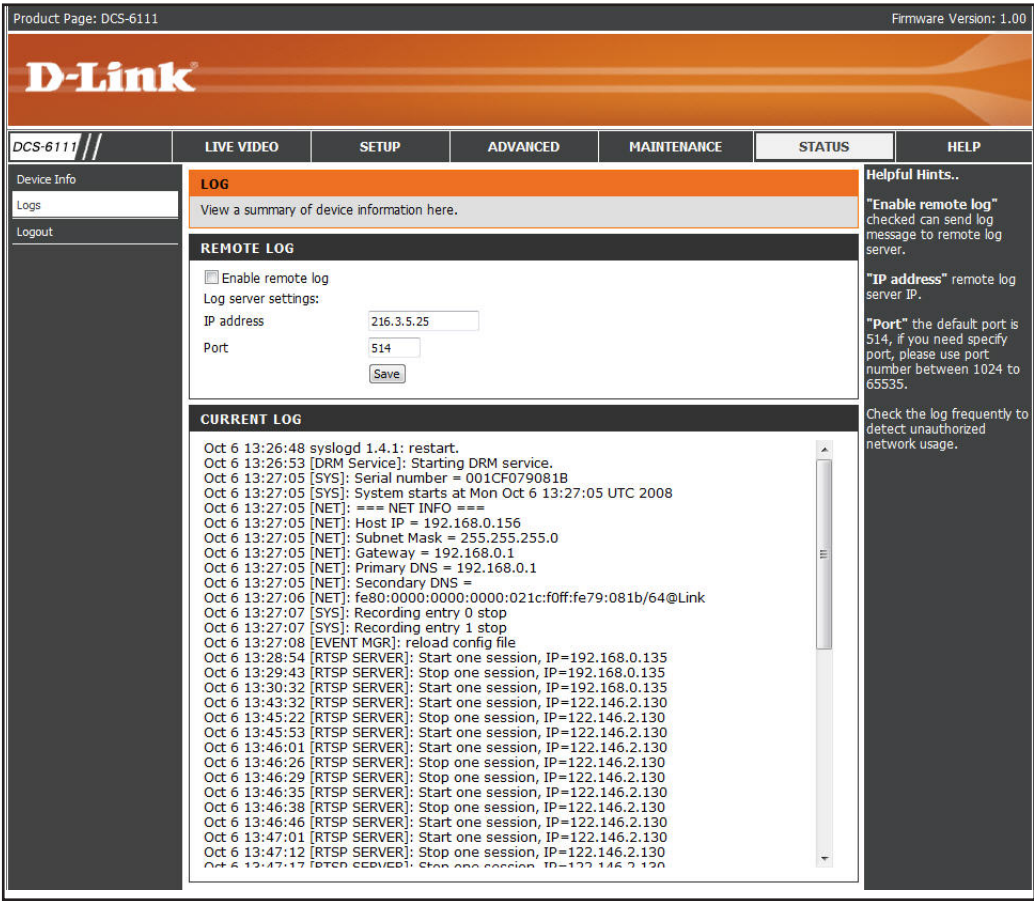 Product Page: DCS-6111
Firmware Version: 1.00
D-Link®
DCS-6111
LIVE VIDEO
SETUP
ADVANCED
MAINTENANCE
STATUS
HELP
Device Info
Logs
Logout
LOG
View a summary of device information here.
REMOTE LOG
Enable remote log
Log server settings:
IP address 216.3.5.25
Port 514
Save
CURRENT LOG
Oct 6 13:26:48 syslogd 1.4.1: restart.
Oct 6 13:26:53 [DRM Service]: Starting DRM service.
Oct 6 13:27:05 [SYS]: Serial number = 001CF079081B
Oct 6 13:27:05 [SYS]: System starts at Mon Oct 6 13:27:05 UTC 2008
Oct 6 13:27:05 [NET]: === NET INFO ===
Oct 6 13:27:05 [NET]: Host IP = 192.168.0.156
Oct 6 13:27:05 [NET]: Subnet Mask = 255.255.255.0
Oct 6 13:27:05 [NET]: Gateway = 192.168.0.1
Oct 6 13:27:05 [NET]: Primary DNS = 192.168.0.1
Oct 6 13:27:05 [NET]: Secondary DNS =
Oct 6 13:27:06 [NET]: fe80:0000:0000:0000:021c:f0ff:fe79:081b/64@Link
Oct 6 13:27:07 [SYS]: Recording entry 0 stop
Oct 6 13:27:07 [SYS]: Recording entry 1 stop
Oct 6 13:27:08 [EVENT MGR]: reload config file
Oct 6 13:28:54 [RTSP SERVER]: Start one session, IP=192.168.0.135
Oct 6 13:29:43 [RTSP SERVER]: Stop one session, IP=192.168.0.135
Oct 6 13:30:32 [RTSP SERVER]: Start one session, IP=192.168.0.135
Oct 6 13:43:32 [RTSP SERVER]: Start one session, IP=122.146.2.130
Oct 6 13:45:22 [RTSP SERVER]: Stop one session, IP=122.146.2.130
Oct 6 13:45:53 [RTSP SERVER]: Stop one session, IP=122.146.2.130
Oct 6 13:46:01 [RTSP SERVER]: Start one session, IP=122.146.2.130
Oct 6 13:46:26 [RTSP SERVER]: Stop one session, IP=122.146.2.130
Oct 6 13:46:29 [RTSP SERVER]: Stop one session, IP=122.146.2.130
Oct 6 13:46:35 [RTSP SERVER]: Start one session, IP=122.146.2.130
Oct 6 13:46:38 [RTSP SERVER]: Stop one session, IP=122.146.2.130
Oct 6 13:46:46 [RTSP SERVER]: Start one session, IP=122.146.2.130
Oct 6 13:47:01 [RTSP SERVER]: Start one session, IP=122.146.2.130
Oct 6 13:47:12 [RTSP SERVER]: Stop one session, IP=122.146.2.130
Oct 6 13:47:17 [RTSP SERVER]: Stop one session, IP=122.146.2.130
Helpful Hints..
"Enable remote log"
checked can send log
message to remote log
server.
"IP address" remote log
server IP.
"Port" the default port is
514, if you need specify
port, please use port
number between 1024 to
65535.
Check the log frequently to
detect unauthorized
network usage.